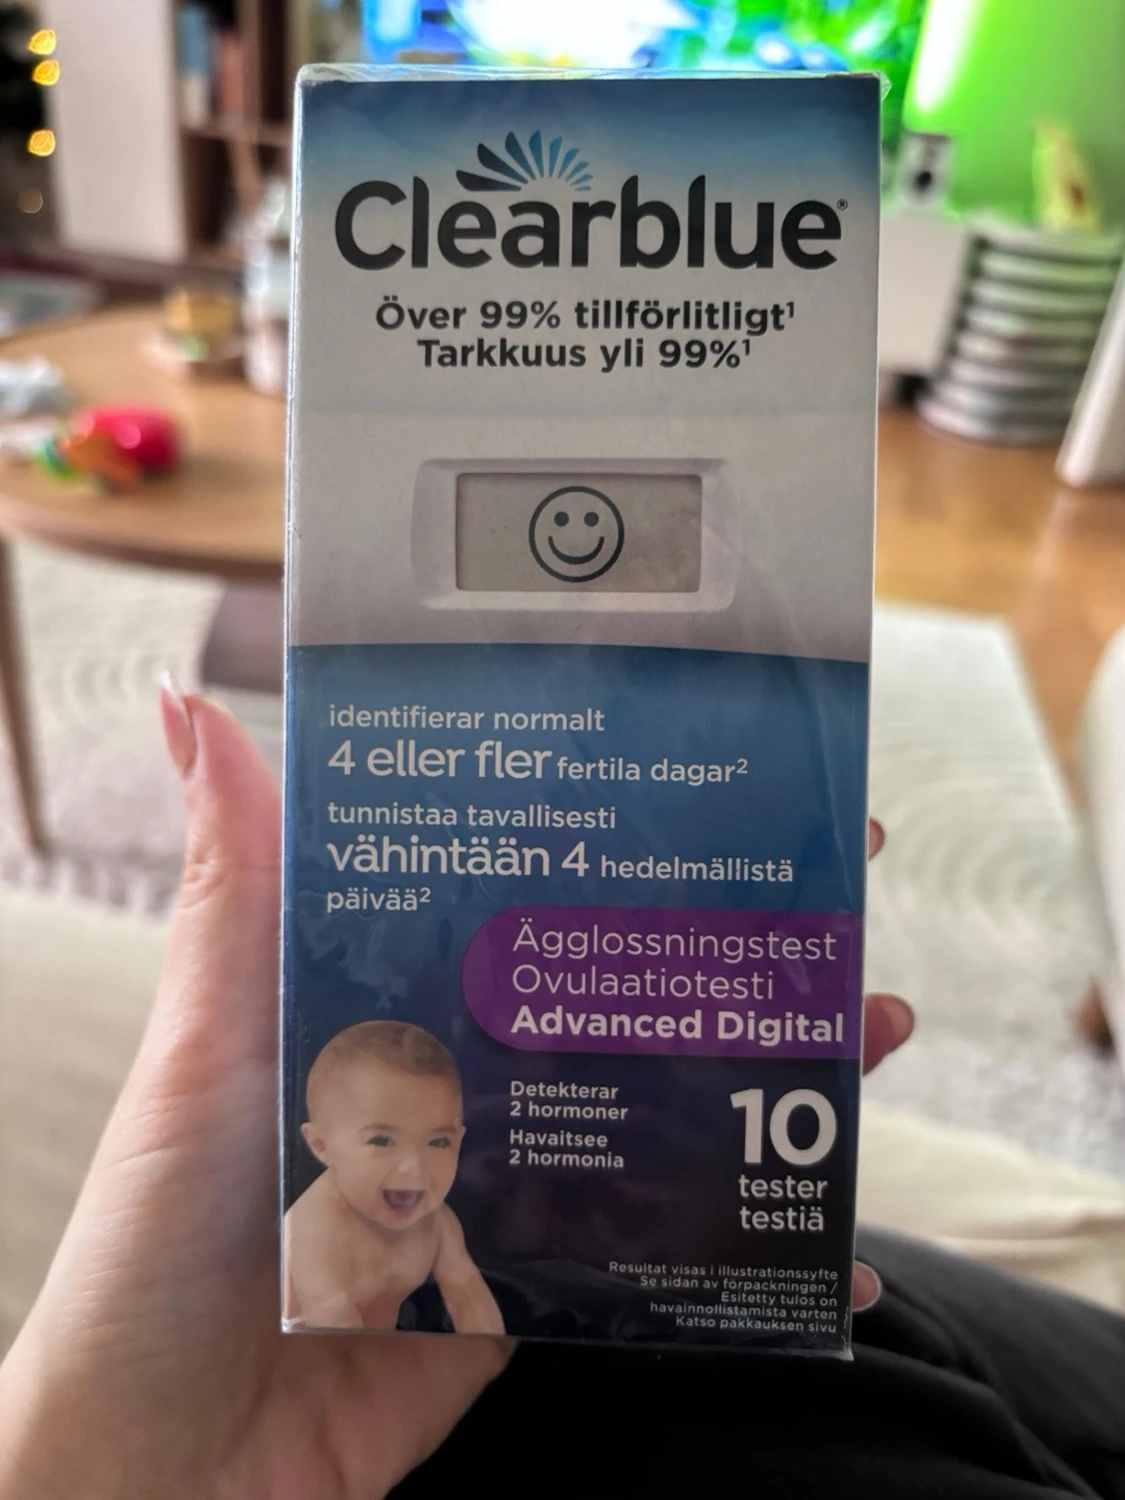 Clearblue®
Över 99% tillförlitligt¹
Tarkkuus yli 99%¹
identifierar normalt
4 eller fler fertila dagar²
tunnistaa tavallisesti
vähintään 4 hedelmällistä
päivää²
Ägglossningstest
Ovulaatiotesti
Advanced Digital
Detekterar
2 hormoner
Havaitsee
2 hormonia
10
tester
testiä
Resultat visas i illustrationssyfte
Se sidan av förpackningen /
Esitetty tulos on
havainnollistamista varten
Katso pakkauksen sivu